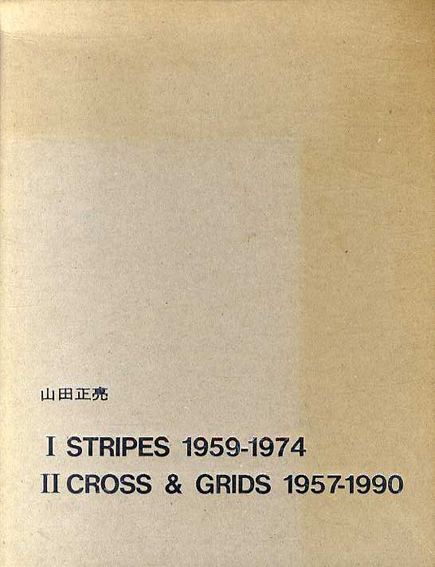 山田正亮
I STRIPES 1959-1974
II CROSS & GRIDS 1957-1990